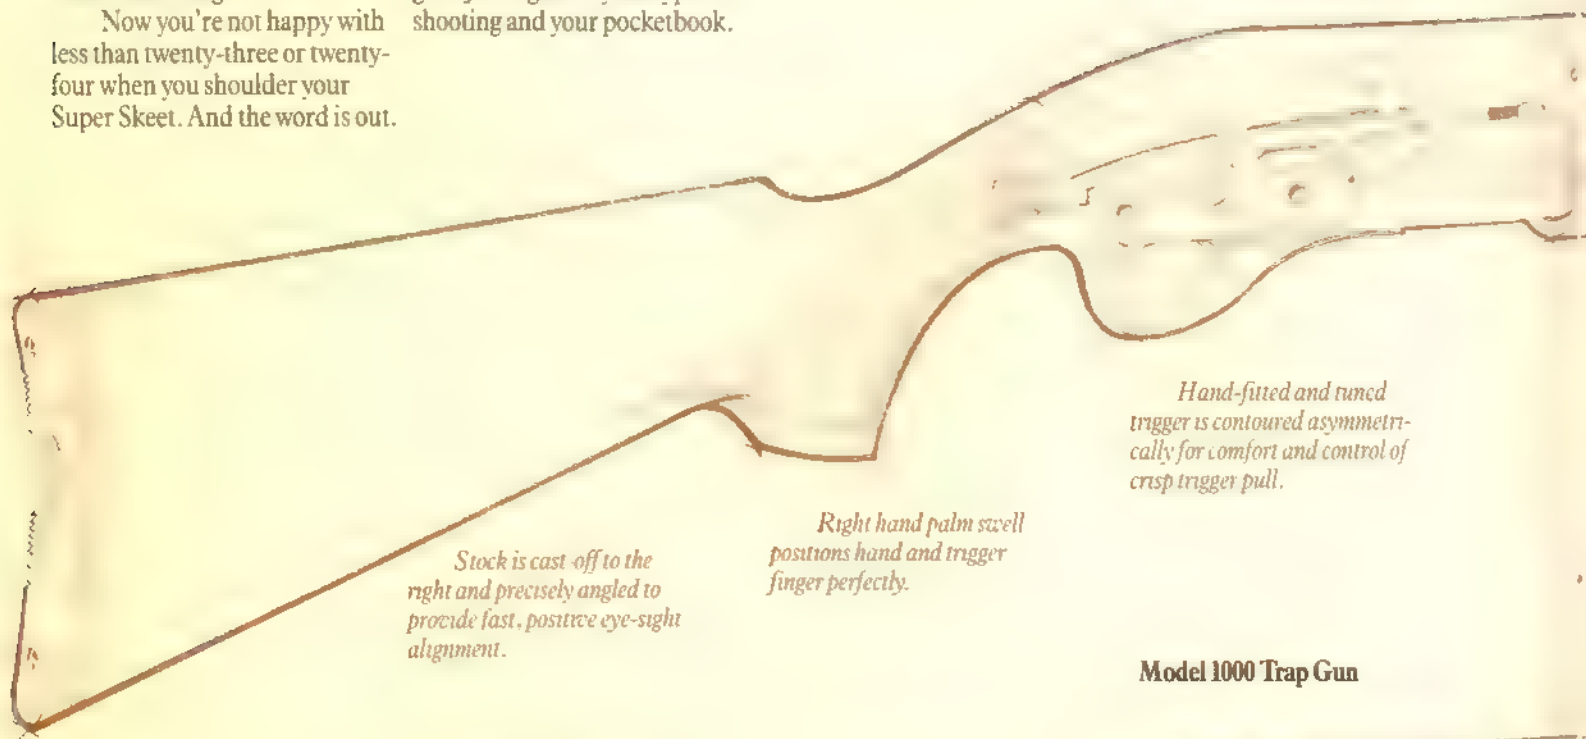 Now you're not happy with
less than twenty-three or twenty-
four when you shoulder your
Super Skeet. And the word is out.
shooting and your pocketbook.
Stock is cast-off to the
right and precisely angled to
provide fast, positive eye-sight
alignment.
Right hand palm swell
positions hand and trigger
finger perfectly.
Hand-fitted and tuned
trigger is contoured asymmetri-
cally for comfort and control of
crisp trigger pull.
Model 1000 Trap Gun